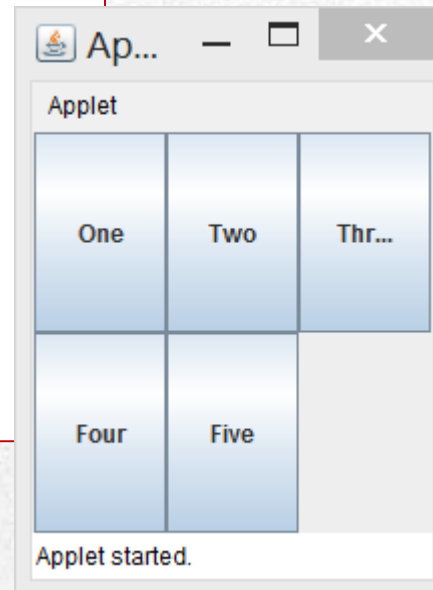 Ap...
Applet
One Two Thr...
Four Five
Applet started.